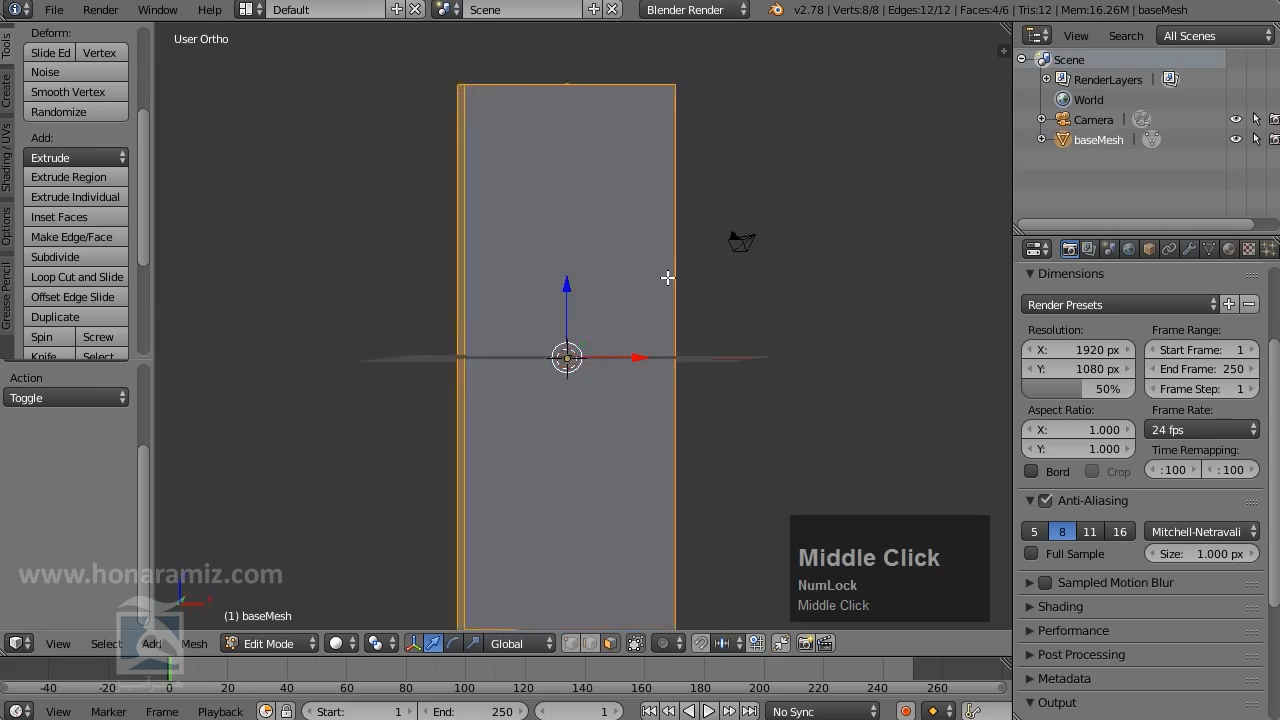 File Render Window Help Default Scene Blender Render v2.78 | Verts:8/8 | Edges:12/12 | Faces:4/6 | Tris:12 | Mem:16.26M | baseMesh
User Ortho
Tools
Create
Shading / UVs
Options
Grease Pencil
Deform:
Slide Ed Vertex
Noise
Smooth Vertex
Randomize
Add:
Extrude
Extrude Region
Extrude Individual
Inset Faces
Make Edge/Face
Subdivide
Loop Cut and Slide
Offset Edge Slide
Duplicate
Spin Screw
Knife Select
Action
Toggle
www.honaramiz.com
(1) baseMesh
Middle Click
NumLock
Middle Click
View Search All Scenes
Scene
RenderLayers
World
Camera
baseMesh
Dimensions
Render Presets
Resolution: Frame Range:
X: 1920 px Start Frame: 1
Y: 1080 px End Frame: 250
50% Frame Step: 1
Aspect Ratio: Frame Rate:
X: 1.000 24 fps
Y: 1.000 Time Remapping:
Bord Crop :100 :100
Anti-Aliasing
5 8 11 16 Mitchell-Netravali
Full Sample Size: 1.000 px
Sampled Motion Blur
Shading
Performance
Post Processing
Metadata
Output
View Select Add Mesh Edit Mode Global
-40 -20 0 20 40 60 80 100 120 140 160 180 200 220 240 260
View Marker Frame Playback Start: 1 End: 250 1 No Sync